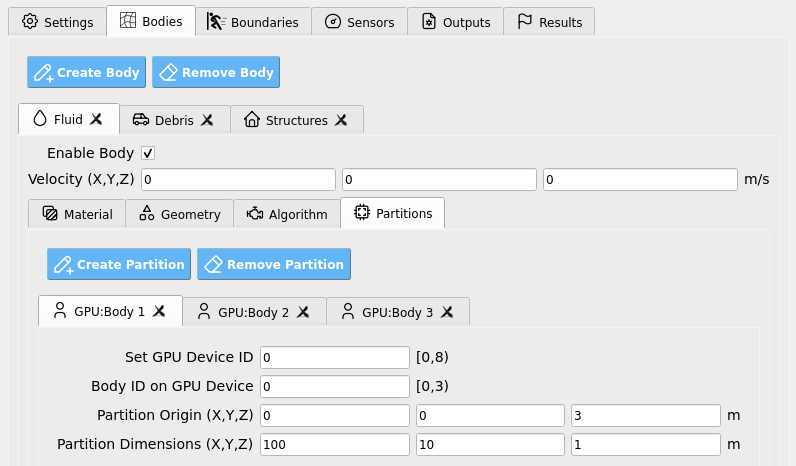 Settings Bodies Boundaries Sensors Outputs Results
Create Body Remove Body
Fluid Debris Structures
Enable Body
Velocity (X,Y,Z) 0 0 0 m/s
Material Geometry Algorithm Partitions
Create Partition Remove Partition
GPU:Body 1 GPU:Body 2 GPU:Body 3
Set GPU Device ID 0 [0,8)
Body ID on GPU Device 0 [0,3)
Partition Origin (X,Y,Z) 0 0 3 m
Partition Dimensions (X,Y,Z) 100 10 1 m